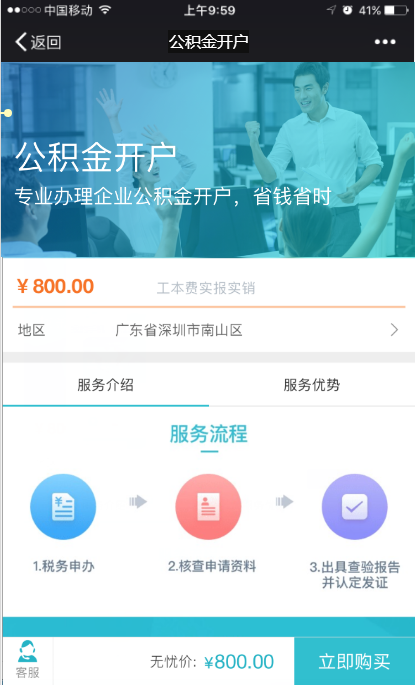 中国移动 上午9:59 41%
返回 公积金开户
公积金开户
专业办理企业公积金开户，省钱省时
¥800.00 工本费实报实销
地区 广东省深圳市南山区
服务介绍 服务优势
服务流程
1.税务申办 2.核查申请资料 3.出具查验报告
并认定发证
客服 无忧价: ¥800.00 立即购买